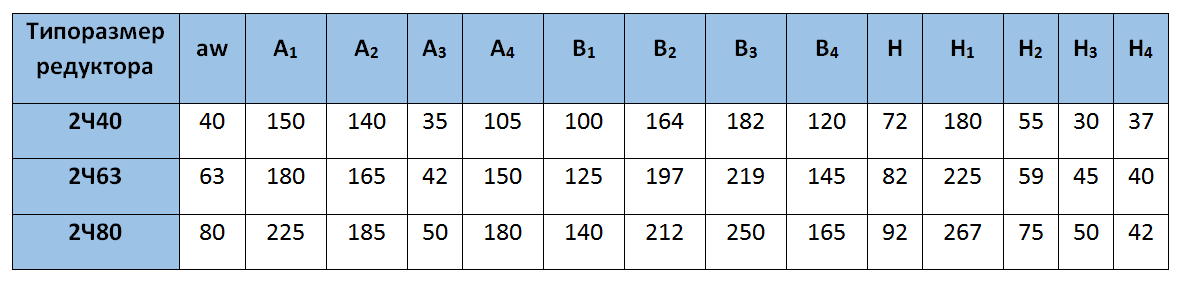 Типоразмер редуктора aw A₁ A₂ A₃ A₄ B₁ B₂ B₃ B₄ H H₁ H₂ H₃ H₄
2Ч40 40 150 140 35 105 100 164 182 120 72 180 55 30 37
2Ч63 63 180 165 42 150 125 197 219 145 82 225 59 45 40
2Ч80 80 225 185 50 180 140 212 250 165 92 267 75 50 42